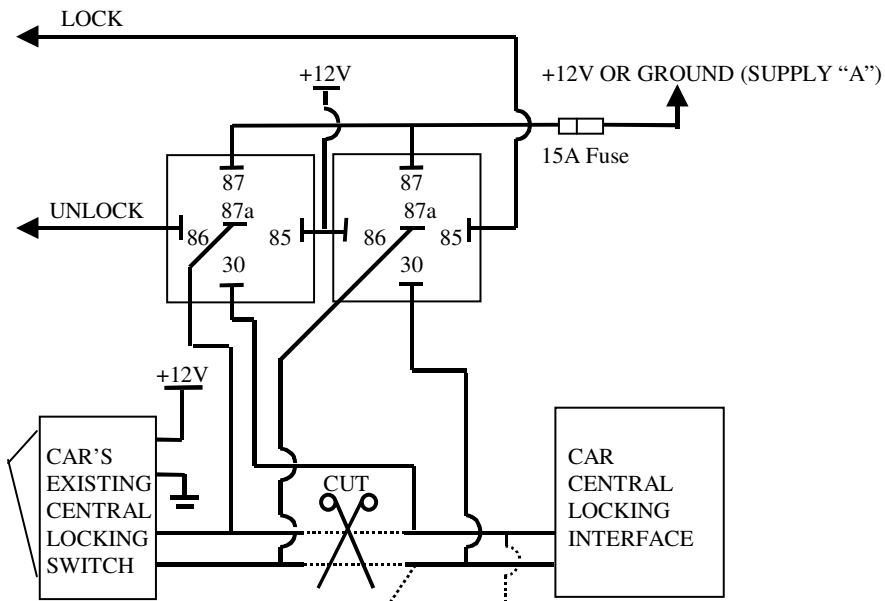 LOCK
+12V
+12V OR GROUND (SUPPLY “A”)
15A Fuse
87
87
UNLOCK
87a
87a
86
85
86
85
30
30
+12V
CAR’S
EXISTING
CENTRAL
LOCKING
SWITCH
CUT
CAR
CENTRAL
LOCKING
INTERFACE